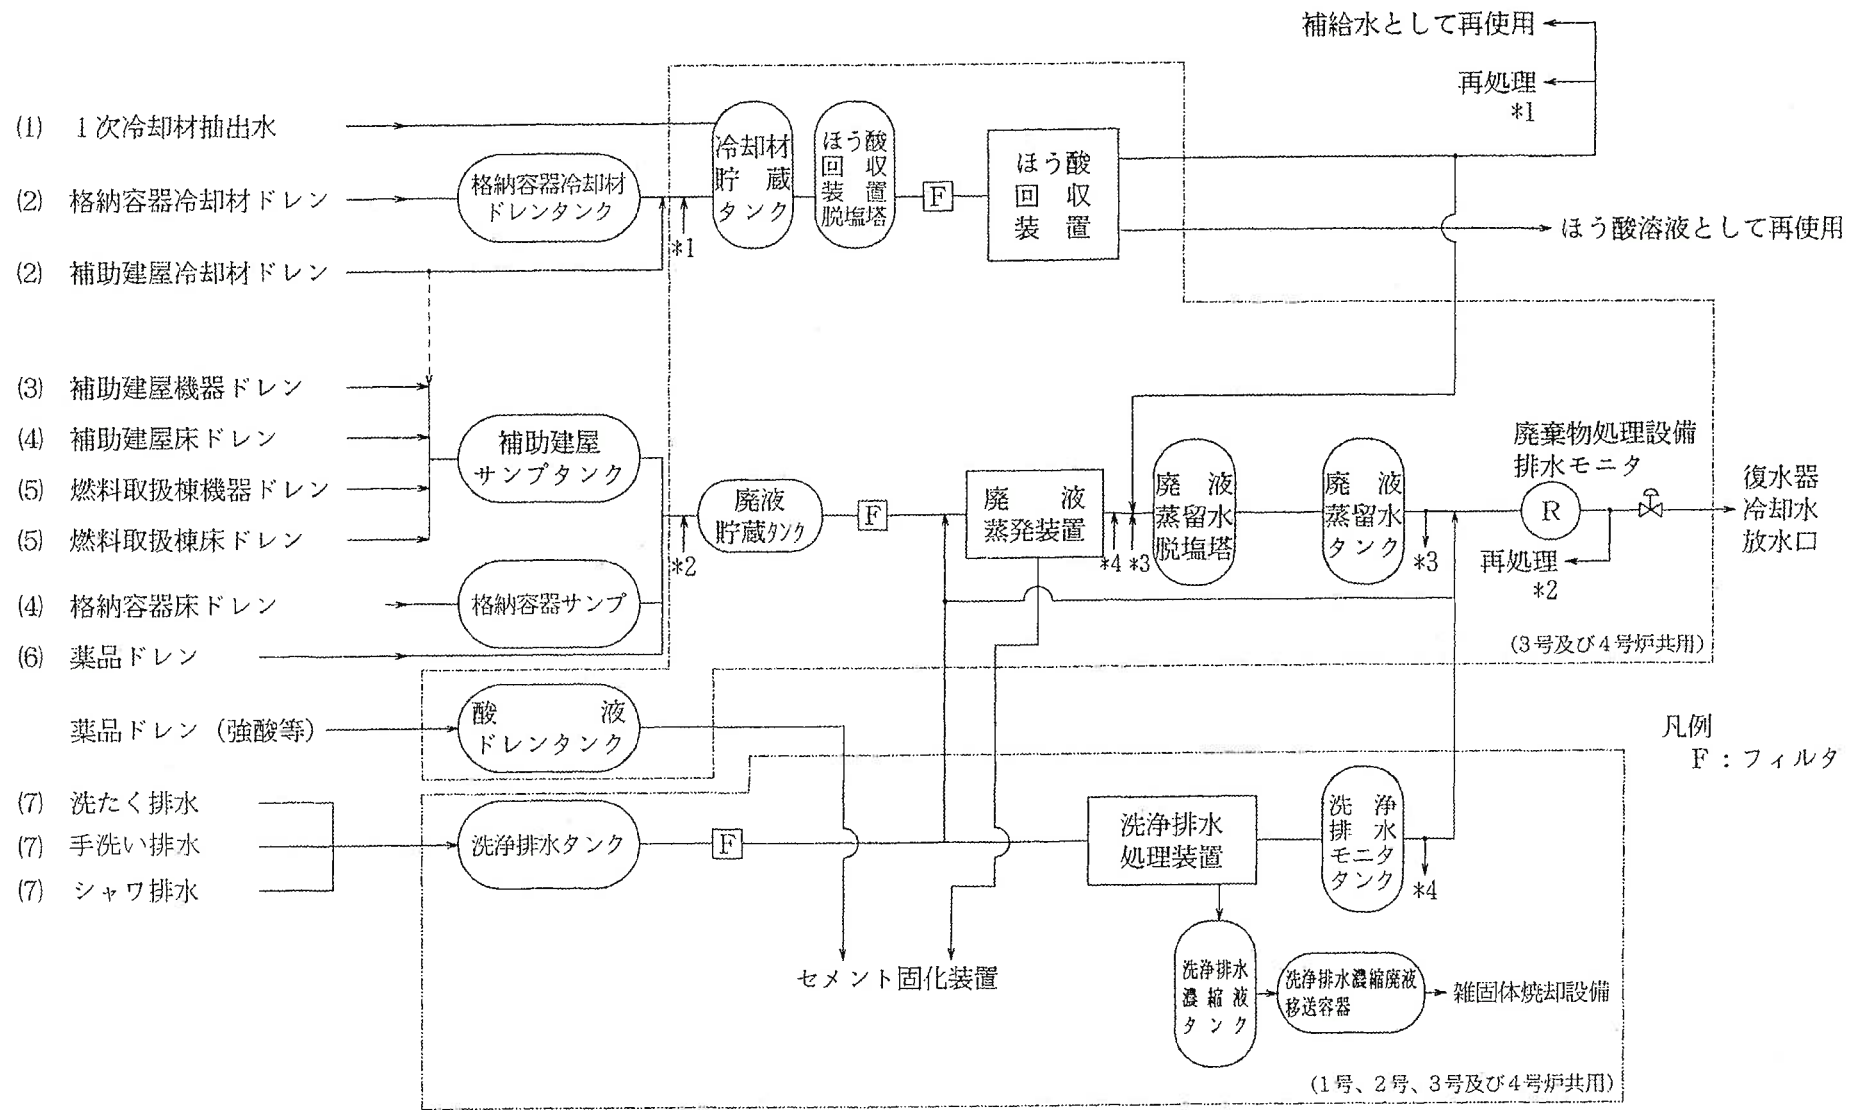 補給水として再使用
再処理
*1
(1) 1次冷却材抽出水
冷却材
貯蔵
タンク
ほう酸
回収
装置
脱塩塔
F
ほう酸
回収
装置
(2) 格納容器冷却材ドレン
格納容器冷却材
ドレンタンク
*1
ほう酸溶液として再使用
(2) 補助建屋冷却材ドレン
(3) 補助建屋機器ドレン
(4) 補助建屋床ドレン
(5) 燃料取扱棟機器ドレン
(5) 燃料取扱棟床ドレン
補助建屋
サンプタンク
*2
廃液
貯蔵タンク
F
廃液
蒸発装置
*4
*3
廃液
蒸留水
脱塩塔
廃液
蒸留水
タンク
*3
廃棄物処理設備
排水モニタ
R
再処理
*2
復水器
冷却水
放水口
(4) 格納容器床ドレン
格納容器サンプ
(6) 薬品ドレン
(3号及び4号炉共用)
薬品ドレン(強酸等)
酸液
ドレンタンク
凡例
F:フィルタ
(7) 洗たく排水
(7) 手洗い排水
(7) シャワ排水
洗浄排水タンク
F
洗浄排水
処理装置
洗浄
排水
モニタ
タンク
*4
セメント固化装置
洗浄排水
濃縮液
タンク
洗浄排水濃縮廃液
移送容器
雑固体焼却設備
(1号、2号、3号及び4号炉共用)